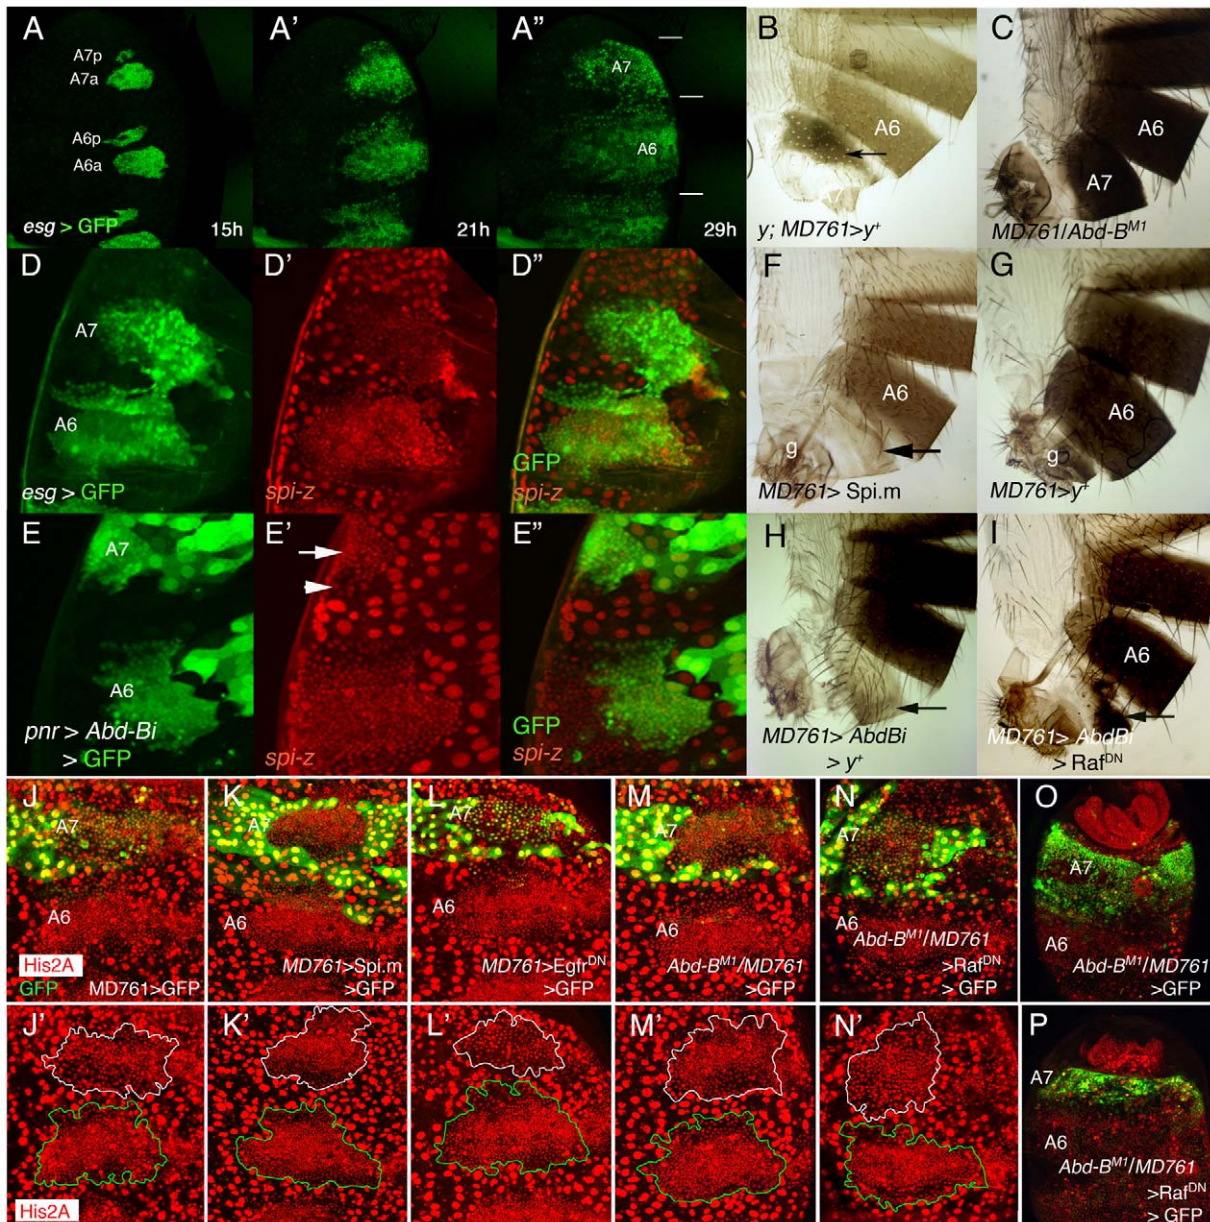 A
A7p
A7a
A6p
A6a
esg > GFP
15h
A'
21h
A"
A7
A6
29h
B
A6
y; MD761>y⁺
C
A6
A7
MD761/Abd-Bᴹ¹
D
A7
A6
esg > GFP
D'
spi-z
D"
GFP
spi-z
F
A6
g
MD761> Spi.m
G
A6
g
MD761>y⁺
E
A7
A6
pnr > Abd-Bi
> GFP
E'
spi-z
E"
GFP
spi-z
H
MD761> AbdBi
> y⁺
I
A6
MD761> AbdBi
> Rafᴰᴺ
J
A7
A6
His2A
GFP MD761>GFP
K
A7
A6
MD761>Spi.m
>GFP
L
A7
A6
MD761>Egfrᴰᴺ
>GFP
M
A7
A6
Abd-Bᴹ¹/MD761
>GFP
N
A7
A6
Abd-Bᴹ¹/MD761
>Rafᴰᴺ
> GFP
O
A7
A6
Abd-Bᴹ¹/MD761
>GFP
J'
His2A
K'
L'
M'
N'
P
A7
A6
Abd-Bᴹ¹/MD761
>Rafᴰᴺ
> GFP